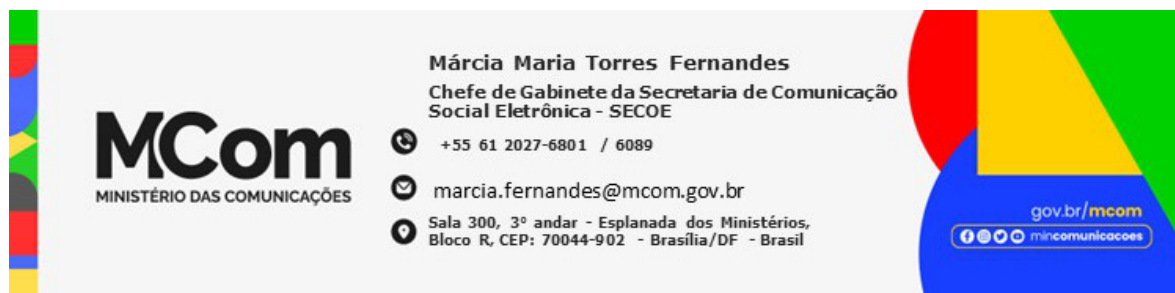 MCom
MINISTÉRIO DAS COMUNICAÇÕES
Márcia Maria Torres Fernandes
Chefe de Gabinete da Secretaria de Comunicação
Social Eletrônica - SECOE
+55 61 2027-6801 / 6089
marcia.fernandes@mcom.gov.br
Sala 300, 3º andar - Esplanada dos Ministérios,
Bloco R, CEP: 70044-902 - Brasília/DF - Brasil
gov.br/mcom
mincomunicacoes